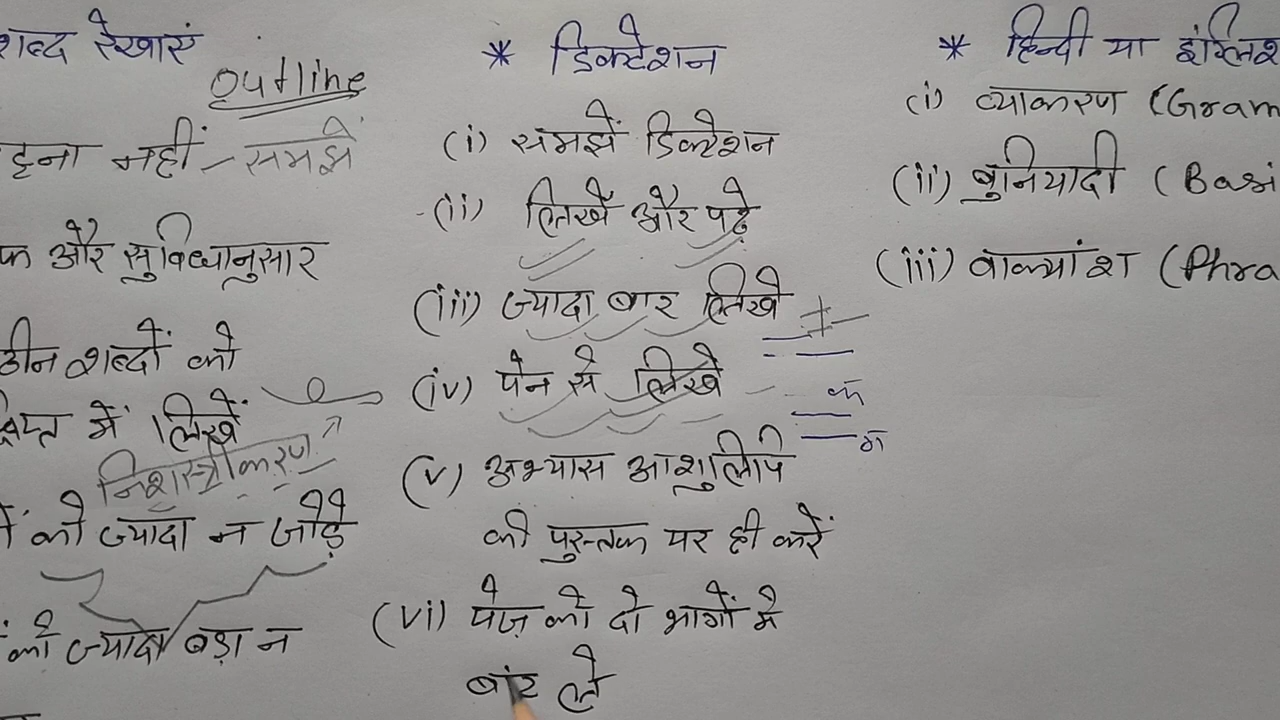 शब्द रेखाएं
outline
नहीं - समझें
और सुविधानुसार
शब्दों को
में लिखें
निशस्त्रीकरण
को ज्यादा न जोड़े
को ज्यादा बड़ा न
* डिक्टेशन
(i) समझें डिक्टेशन
(ii) लिखें और पढ़े
(iii) ज्यादा बार लिखे
(iv) पेन से लिखे
क
ग
(v) अभ्यास आशुलिपि
की पुस्तक पर ही करें
(vi) पेज़ को दो भागों मे
बांट ले
* हिन्दी या इंग्लिश
(i) व्याकरण (Gram
(ii) बुनियादी (Basi
(iii) वाक्यांश (Phra